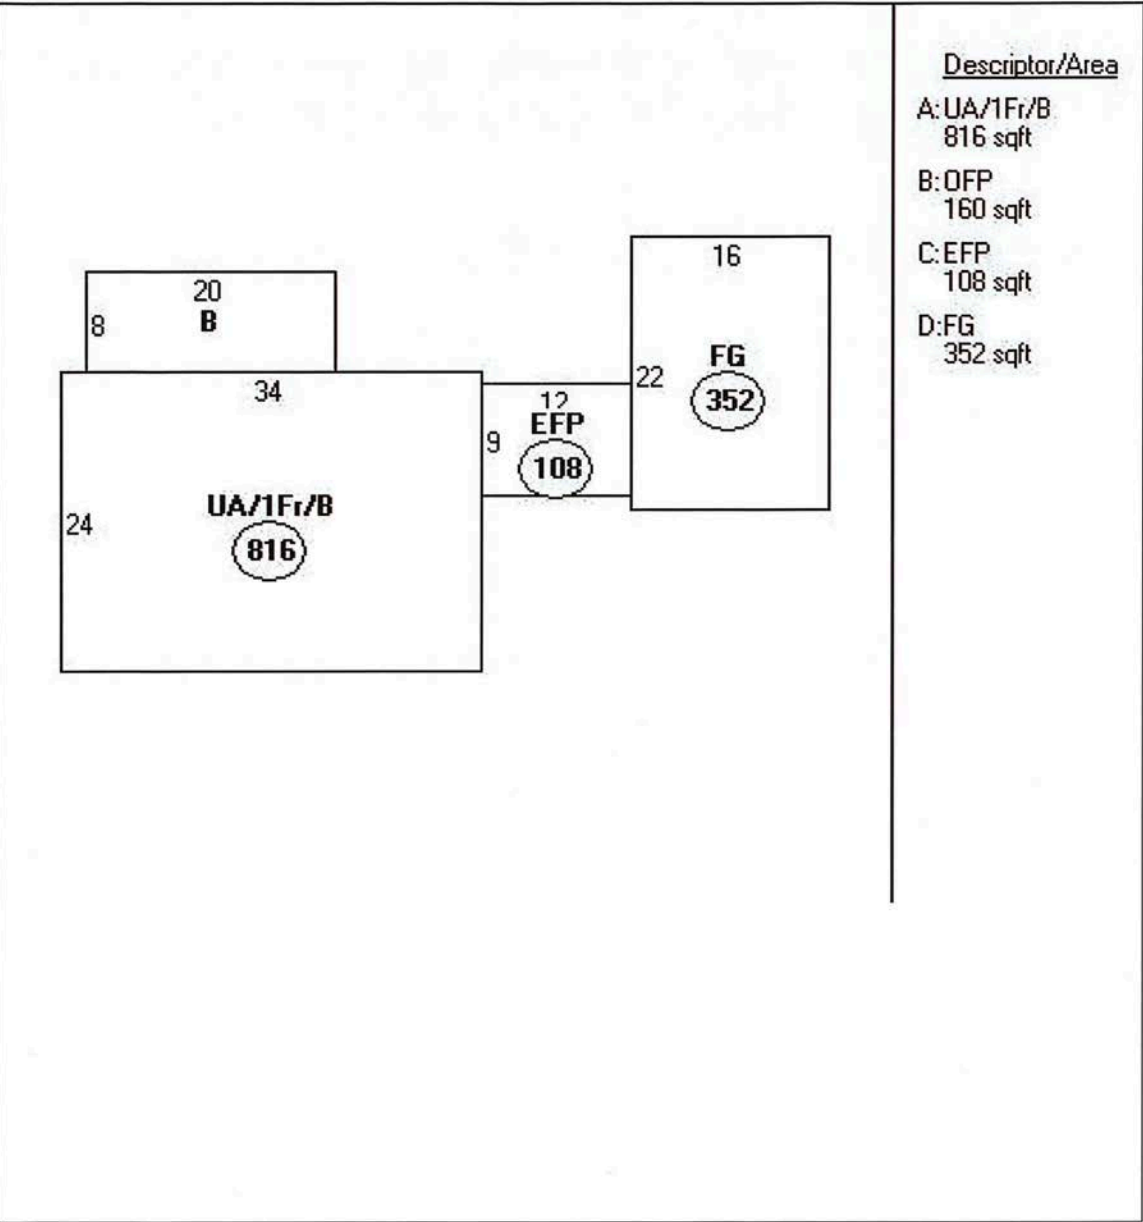 Descriptor/Area
A:UA/1Fr/B
816 sqft
B:OFP
160 sqft
C:EFP
108 sqft
D:FG
352 sqft
16
20
8
B
FG
22
352
34
12
EFP
9
108
UA/1Fr/B
24
816